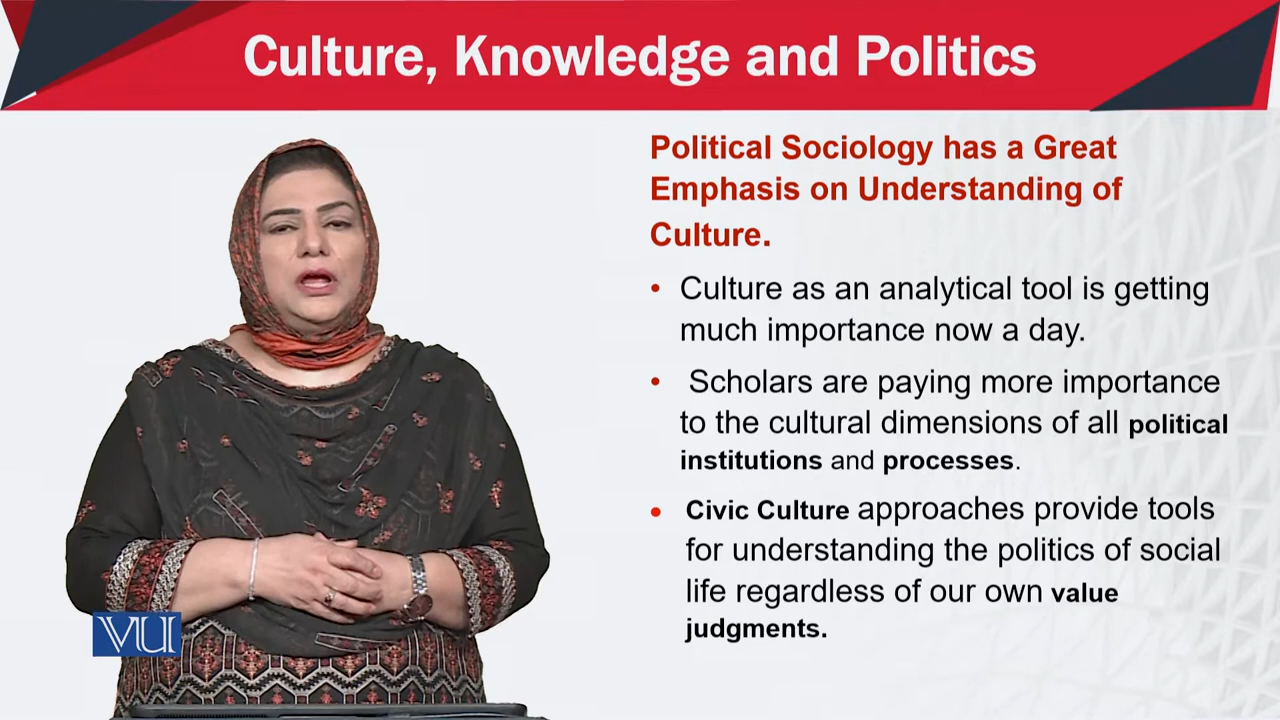 Culture, Knowledge and Politics
Political Sociology has a Great
Emphasis on Understanding of
Culture.
• Culture as an analytical tool is getting
much importance now a day.
• Scholars are paying more importance
to the cultural dimensions of all political
institutions and processes.
• Civic Culture approaches provide tools
for understanding the politics of social
life regardless of our own value
judgments.
VU